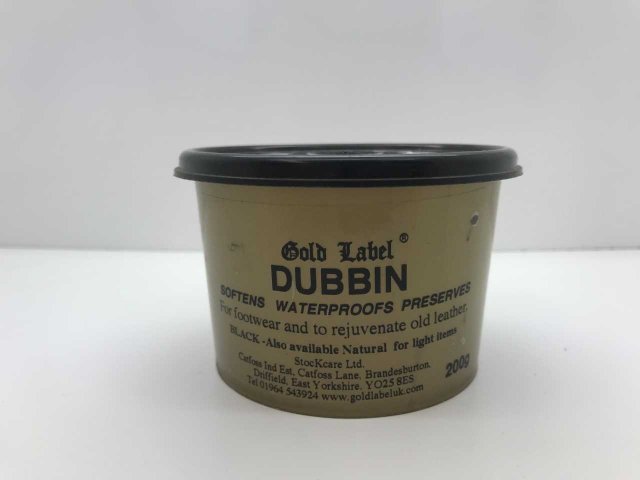 Gold Label ®
DUBBIN
SOFTENS WATERPROOFS PRESERVES
For footwear and to rejuvenate old leather.
BLACK - Also available Natural for light items
StocKcare Ltd.
Catfoss Ind Est, Catfoss Lane, Brandesburton,
Driffield, East Yorkshire. YO25 8ES
Tel 01964 543924 www.goldlabeluk.com
200g